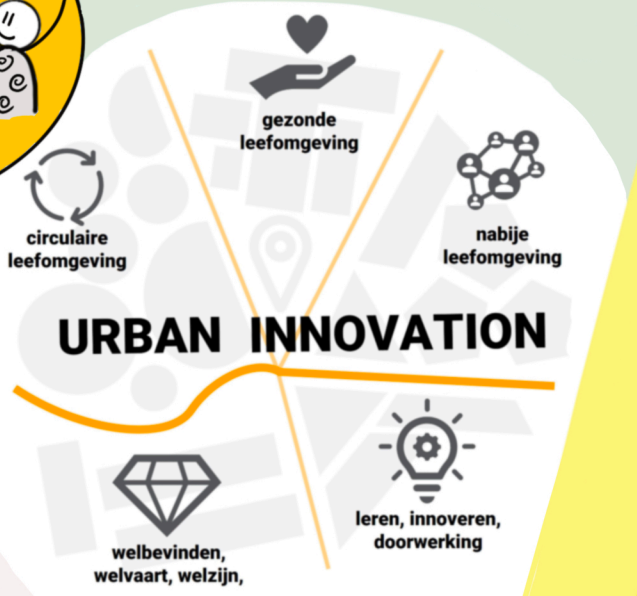 gezonde
leefomgeving
circulaire
leefomgeving
nabije
leefomgeving
URBAN INNOVATION
leren, innoveren,
doorwerking
welbevinden,
welvaart, welzijn,